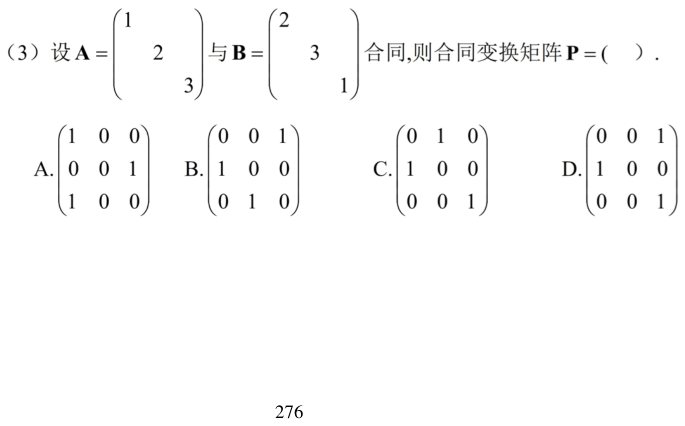 (3) 设 A = ( 1 2 3 ) 与 B = ( 2 3 1 ) 合同,则合同变换矩阵 P = ( ) .
A. ( 1 0 0 ) B. ( 0 0 1 ) C. ( 0 1 0 ) D. ( 0 0 1 )
( 0 0 1 ) ( 1 0 0 ) ( 1 0 0 ) ( 1 0 0 )
( 1 0 0 ) ( 0 1 0 ) ( 0 0 1 ) ( 0 0 1 )
276